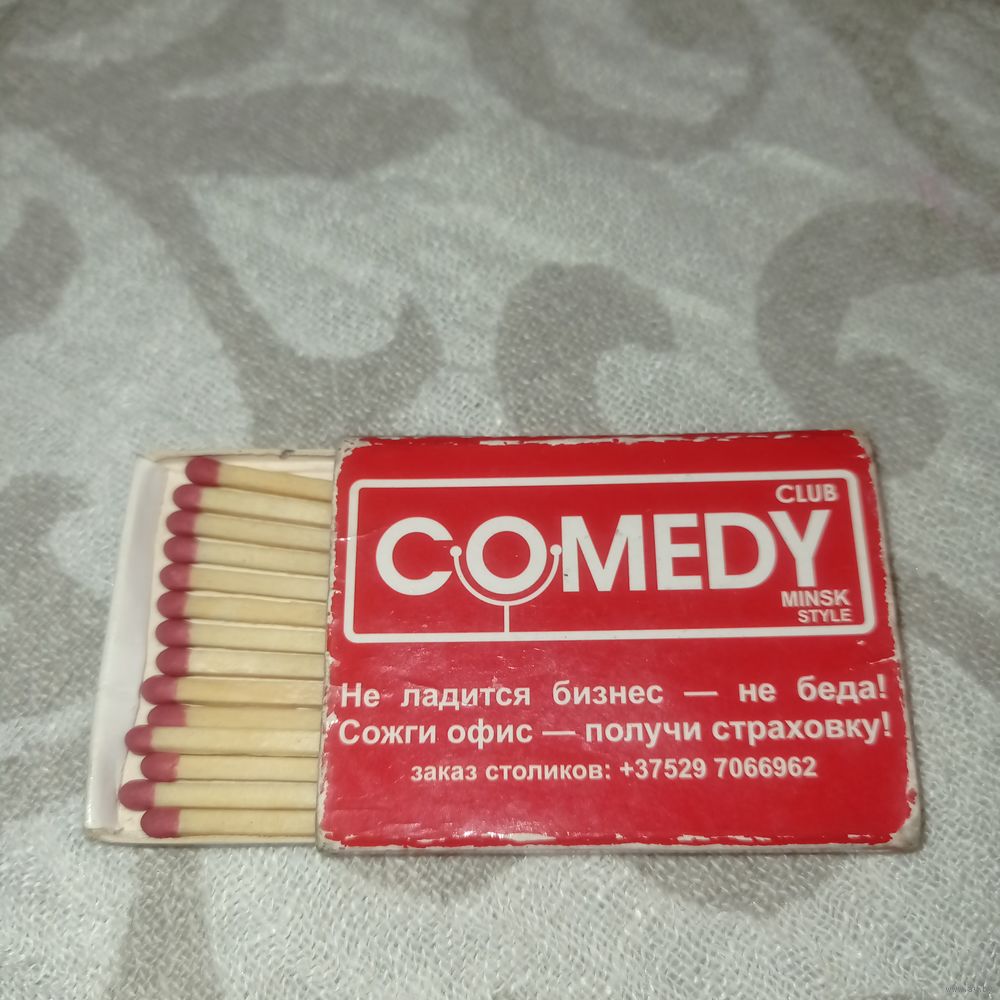 CLUB
COMEDY
MINSK
STYLE
Не ладится бизнес — не беда!
Сожги офис — получи страховку!
заказ столиков: +37529 7066962